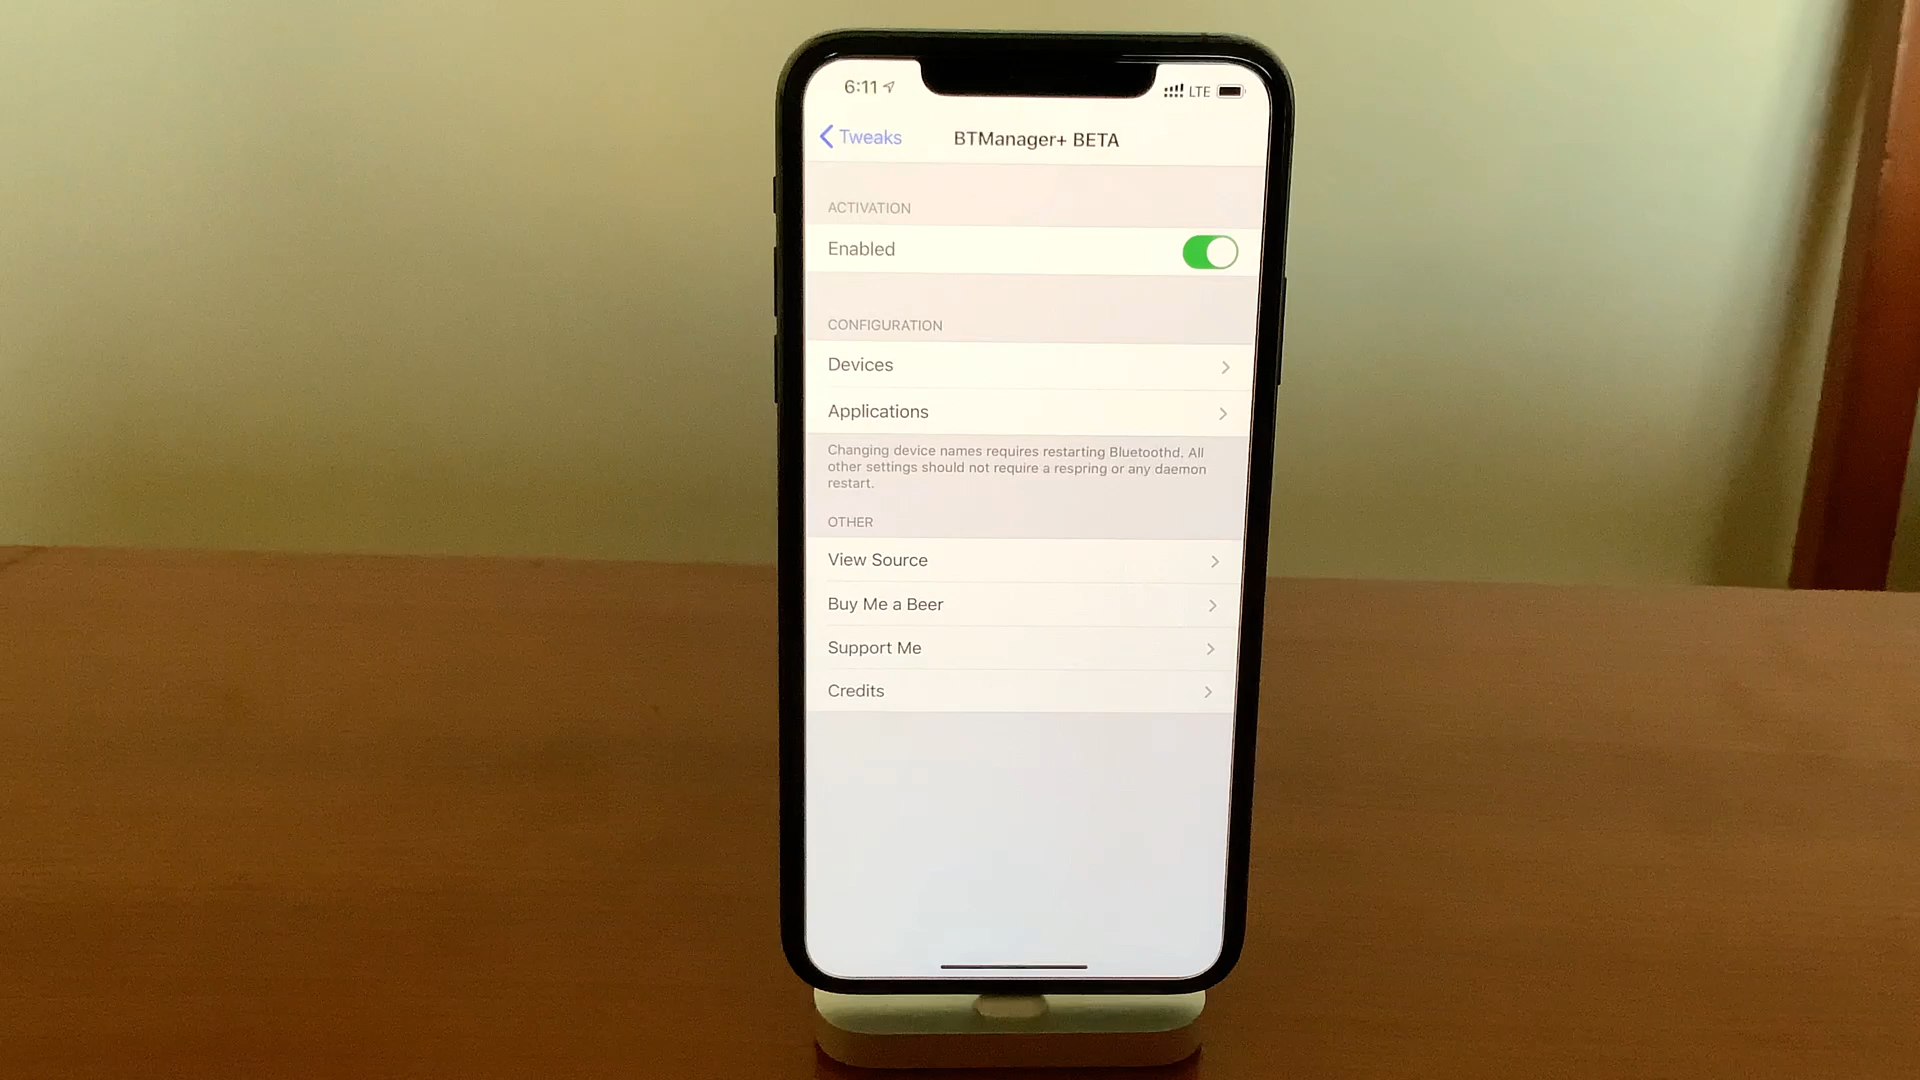 6:11
LTE
Tweaks
BTManager+ BETA
ACTIVATION
Enabled
CONFIGURATION
Devices
Applications
Changing device names requires restarting Bluetoothd. All
other settings should not require a respring or any daemon
restart.
OTHER
View Source
Buy Me a Beer
Support Me
Credits